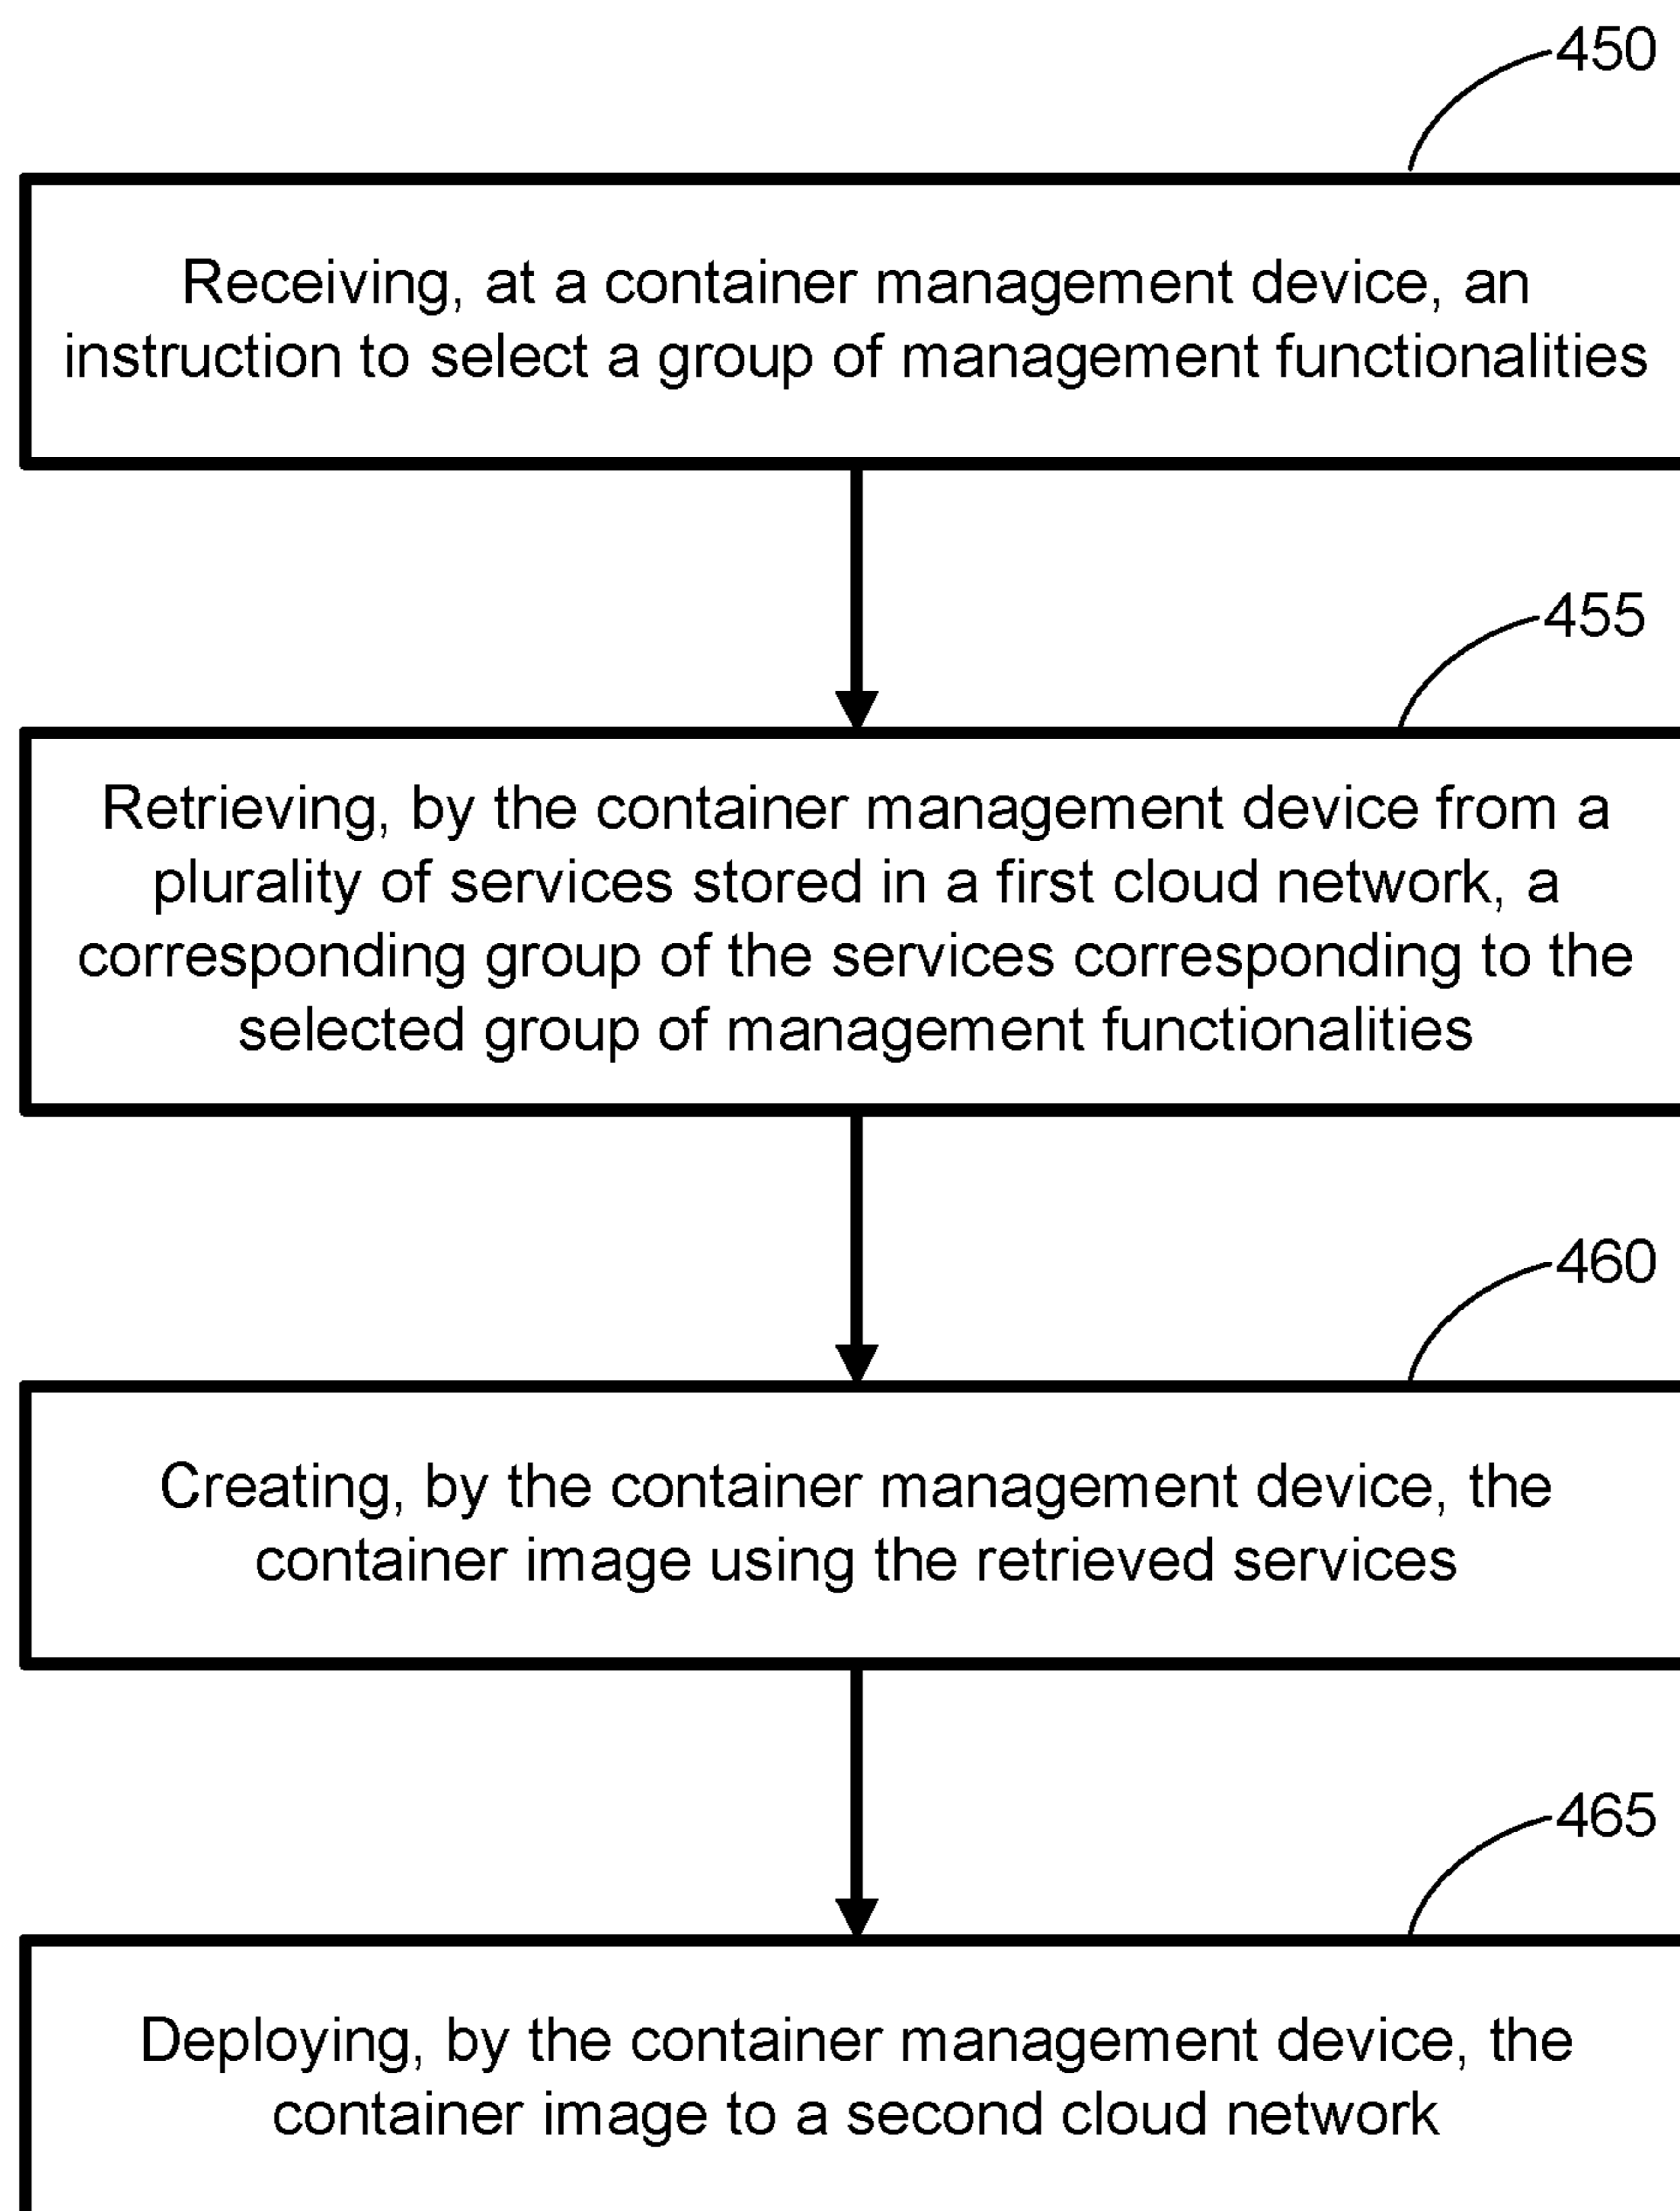 450
Receiving, at a container management device, an
instruction to select a group of management functionalities
455
Retrieving, by the container management device from a
plurality of services stored in a first cloud network, a
corresponding group of the services corresponding to the
selected group of management functionalities
460
Creating, by the container management device, the
container image using the retrieved services
465
Deploying, by the container management device, the
container image to a second cloud network